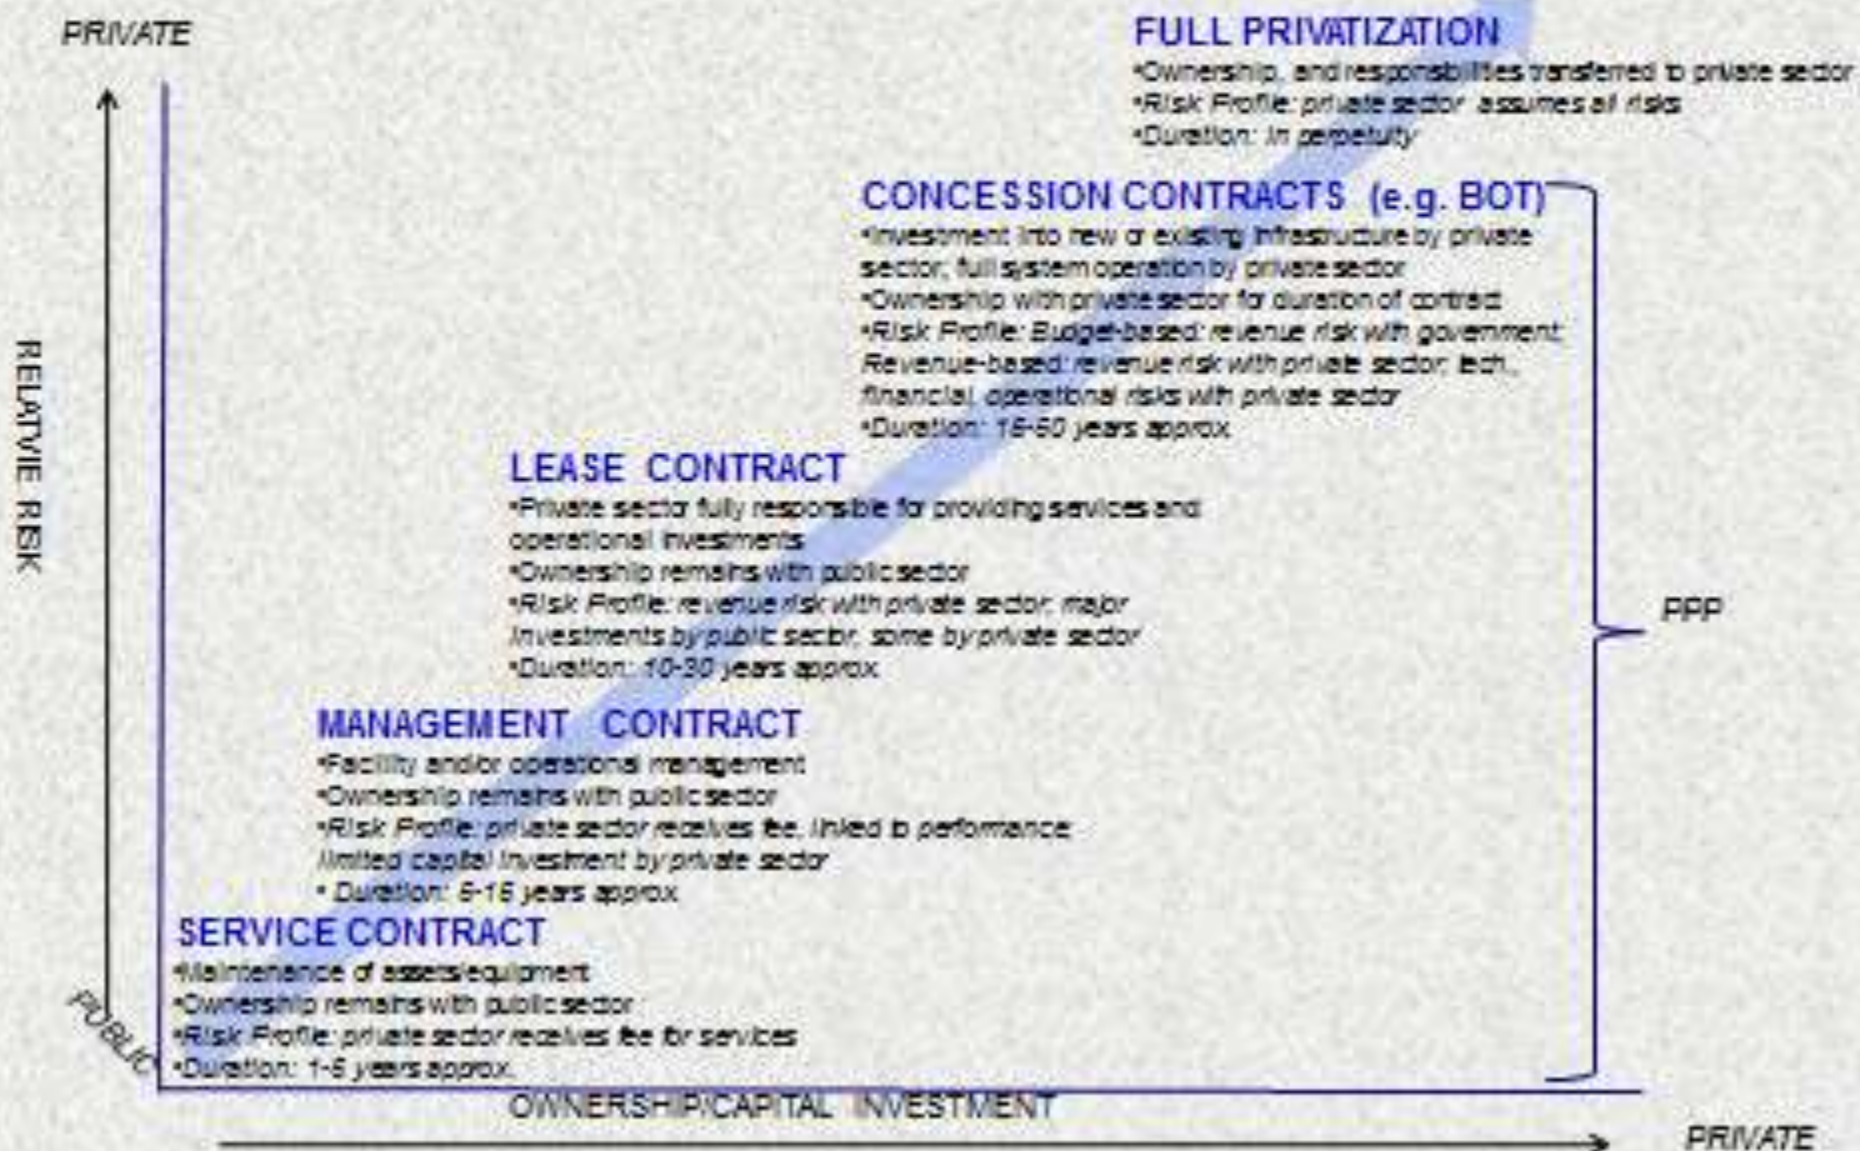 PRIVATE
RELATVIE RISK
PUBLIC
FULL PRIVATIZATION
•Ownership, and responsibilities transferred to private sector
•Risk Profile: private sector assumes all risks
•Duration: in perpetuity
CONCESSION CONTRACTS (e.g. BOT)
•Investment into new or existing infrastructure by private
sector; full system operation by private sector
•Ownership with private sector for duration of contract
•Risk Profile: Budget-based: revenue risk with government;
Revenue-based: revenue risk with private sector; tech.,
financial, operational risks with private sector
•Duration: years approx.
LEASE CONTRACT
•Private sector fully responsible for providing services and
operational investments
•Ownership remains with public sector
•Risk Profile: revenue risk with private sector; major
investments by public sector, some by private sector
•Duration: 10-30 years approx.
MANAGEMENT CONTRACT
•Facility and/or operational management
•Ownership remains with public sector
•Risk Profile: private sector receives fee, linked to performance;
limited capital investment by private sector
• Duration: years approx.
SERVICE CONTRACT
•Maintenance of assets/equipment
•Ownership remains with public sector
•Risk Profile: private sector receives fee for services
•Duration: years approx.
PPP
OWNERSHIP/CAPITAL INVESTMENT
PRIVATE